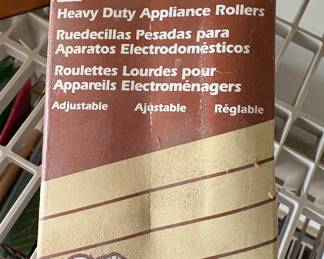 Heavy Duty Appliance Rollers
Ruedecillas Pesadas para
Aparatos Electrodomésticos
Roulettes Lourdes pour
Appareils Electroménagers
Adjustable Ajustable Réglable